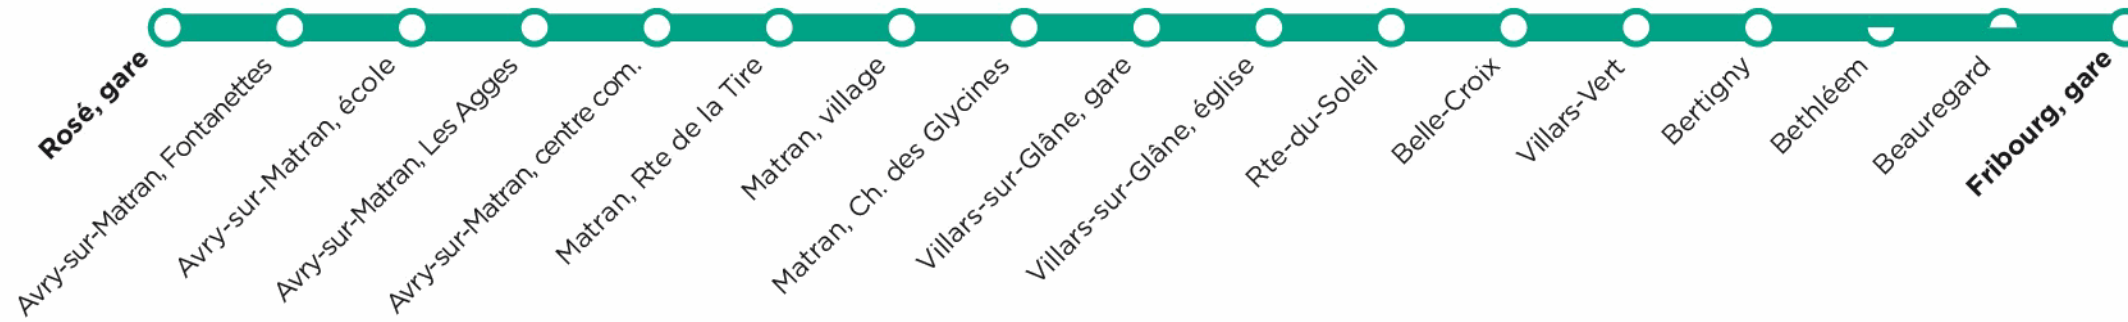 Rosé, gare
Avry-sur-Matran, Fontanettes
Avry-sur-Matran, école
Avry-sur-Matran, Les Agges
Avry-sur-Matran, centre com.
Matran, Rte de la Tire
Matran, village
Matran, Ch. des Glycines
Villars-sur-Glâne, gare
Villars-sur-Glâne, église
Rte-du-Soleil
Belle-Croix
Villars-Vert
Bertigny
Bethléem
Beauregard
Fribourg, gare